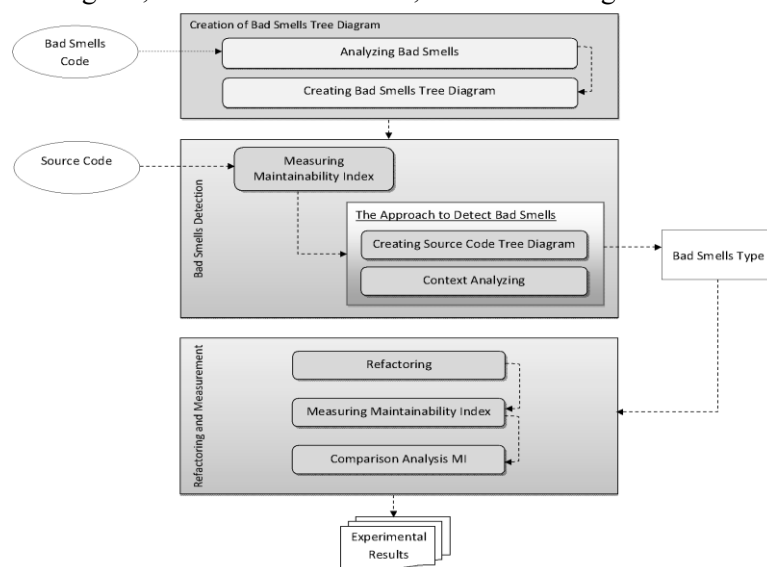 Creation of Bad Smells Tree Diagram
Bad Smells
Code
Analyzing Bad Smells
Creating Bad Smells Tree Diagram
Source Code
Bad Smells Detection
Measuring
Maintainability Index
The Approach to Detect Bad Smells
Creating Source Code Tree Diagram
Context Analyzing
Bad Smells Type
Refactoring and Measurement
Refactoring
Measuring Maintainability Index
Comparison Analysis MI
Experimental
Results